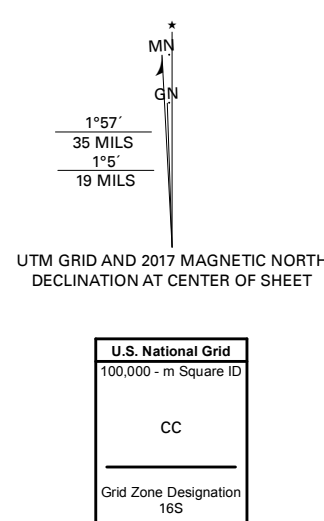 MN
GN
1°57´
35 MILS
1°5´
19 MILS
UTM GRID AND 2017 MAGNETIC NORTH
DECLINATION AT CENTER OF SHEET
U.S. National Grid
100,000 - m Square ID
CC
Grid Zone Designation
16S